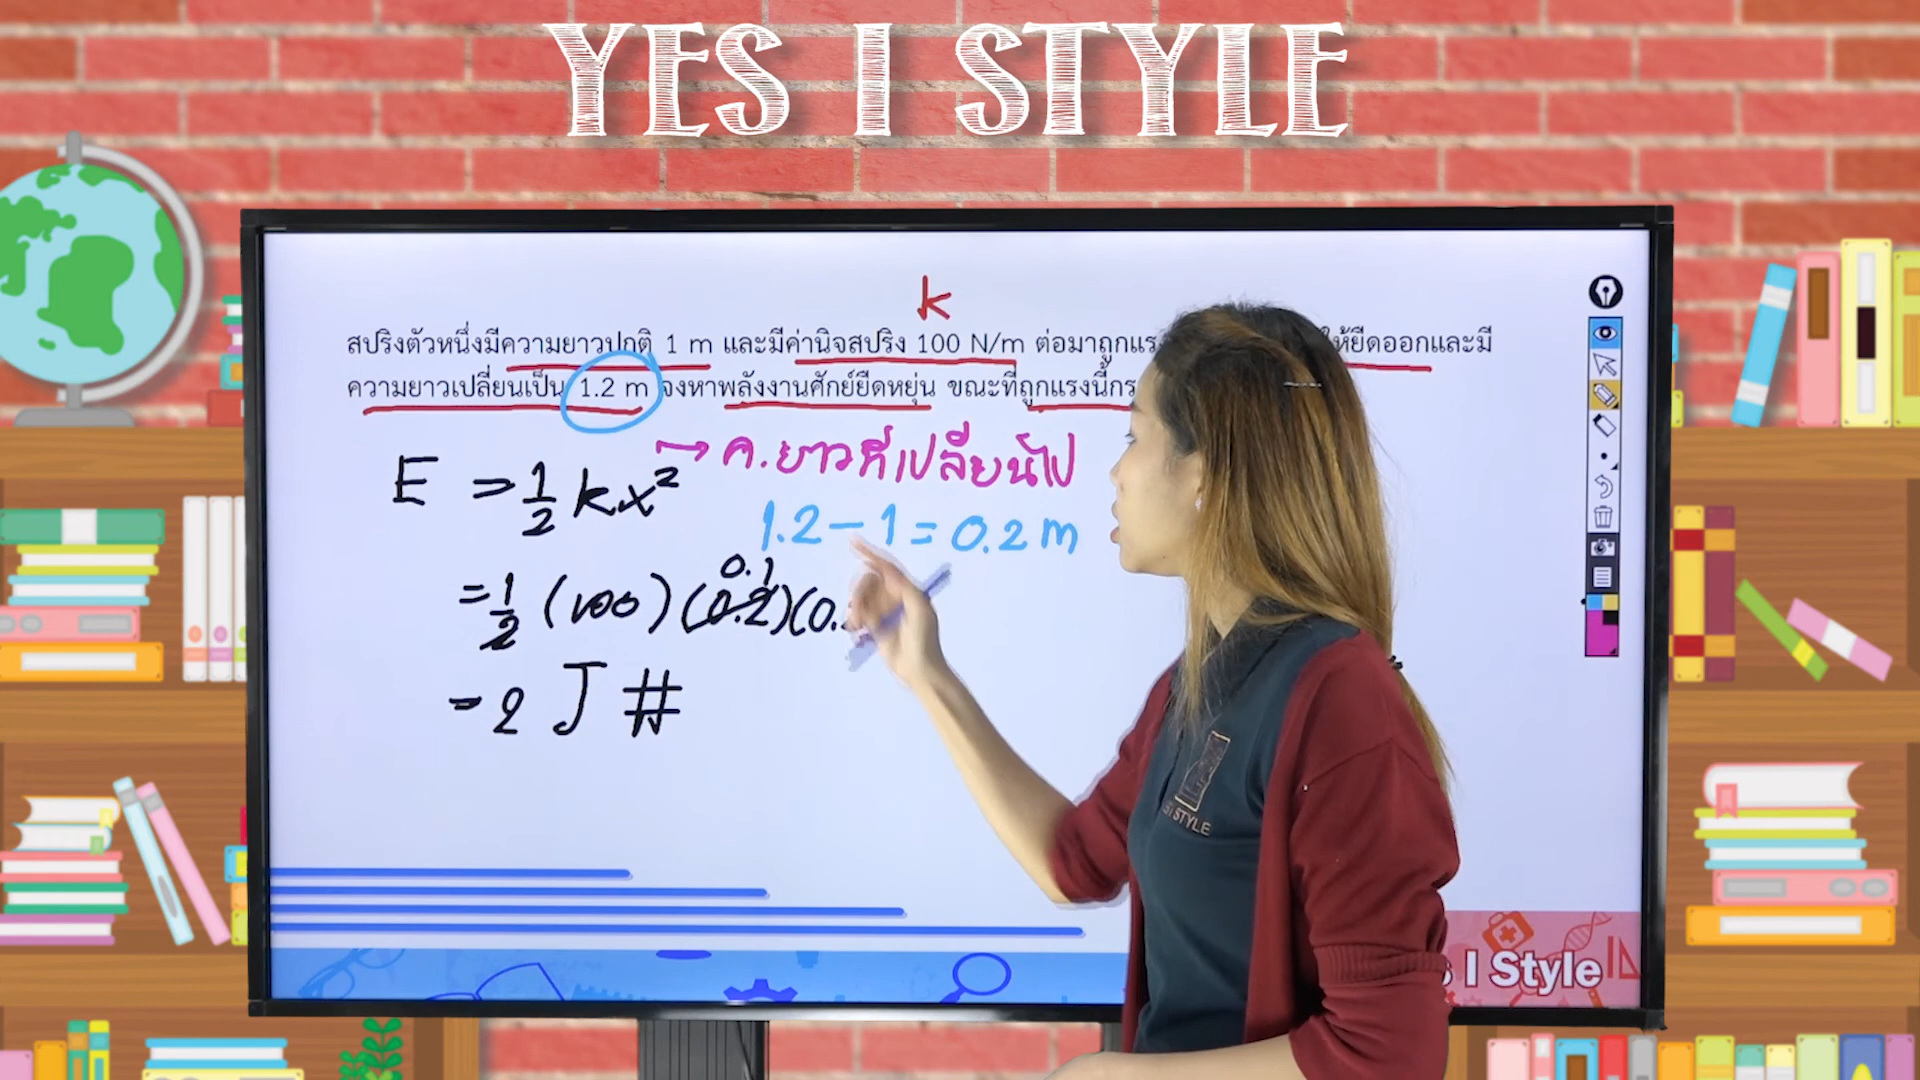 YES I STYLE
k
สปริงตัวหนึ่งมีความยาวปกติ 1 m และมีค่านิจสปริง 100 N/m ต่อมาถูกแร ให้ยืดออกและมี
ความยาวเปลี่ยนเป็น 1.2 m จงหาพลังงานศักย์ยืดหยุ่น ขณะที่ถูกแรงนี้กร
→ ค.ยาวที่เปลี่ยนไป
E = 1/2 kx²
1.2 - 1 = 0.2 m
0.1
= 1/2 (100) (0.2)(0.
= 2 J #
I STYLE
s I Style